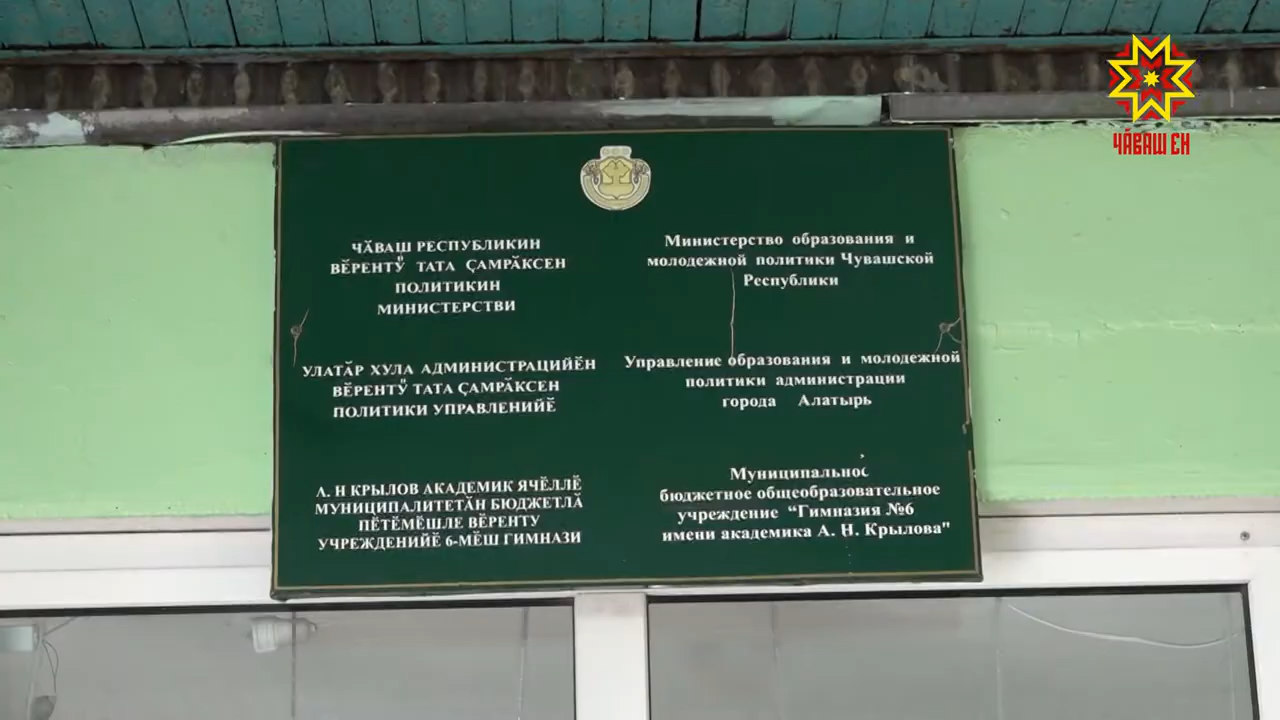 ЧӐВАШ ЕН
ЧӐВАШ РЕСПУБЛИКИН
ВӖРЕНТӲ ТАТА ҪАМРӐКСЕН
ПОЛИТИКИН
МИНИСТЕРСТВИ
УЛАТӐР ХУЛА АДМИНИСТРАЦИЙӖН
ВӖРЕНТӲ ТАТА ҪАМРӐКСЕН
ПОЛИТИКИ УПРАВЛЕНИЙӖ
А. Н КРЫЛОВ АКАДЕМИК ЯЧӖЛЛӖ
МУНИЦИПАЛИТЕТӐН БЮДЖЕТЛӐ
ПӖТӖМӖШЛЕ ВӖРЕНТУ
УЧРЕЖДЕНИЙӖ 6-МӖШ ГИМНАЗИ
Министерство образования и
молодежной политики Чувашской
Республики
Управление образования и молодежной
политики администрации
города Алатырь
Муниципальное
бюджетное общеобразовательное
учреждение “Гимназия №6
имени академика А. Н. Крылова"